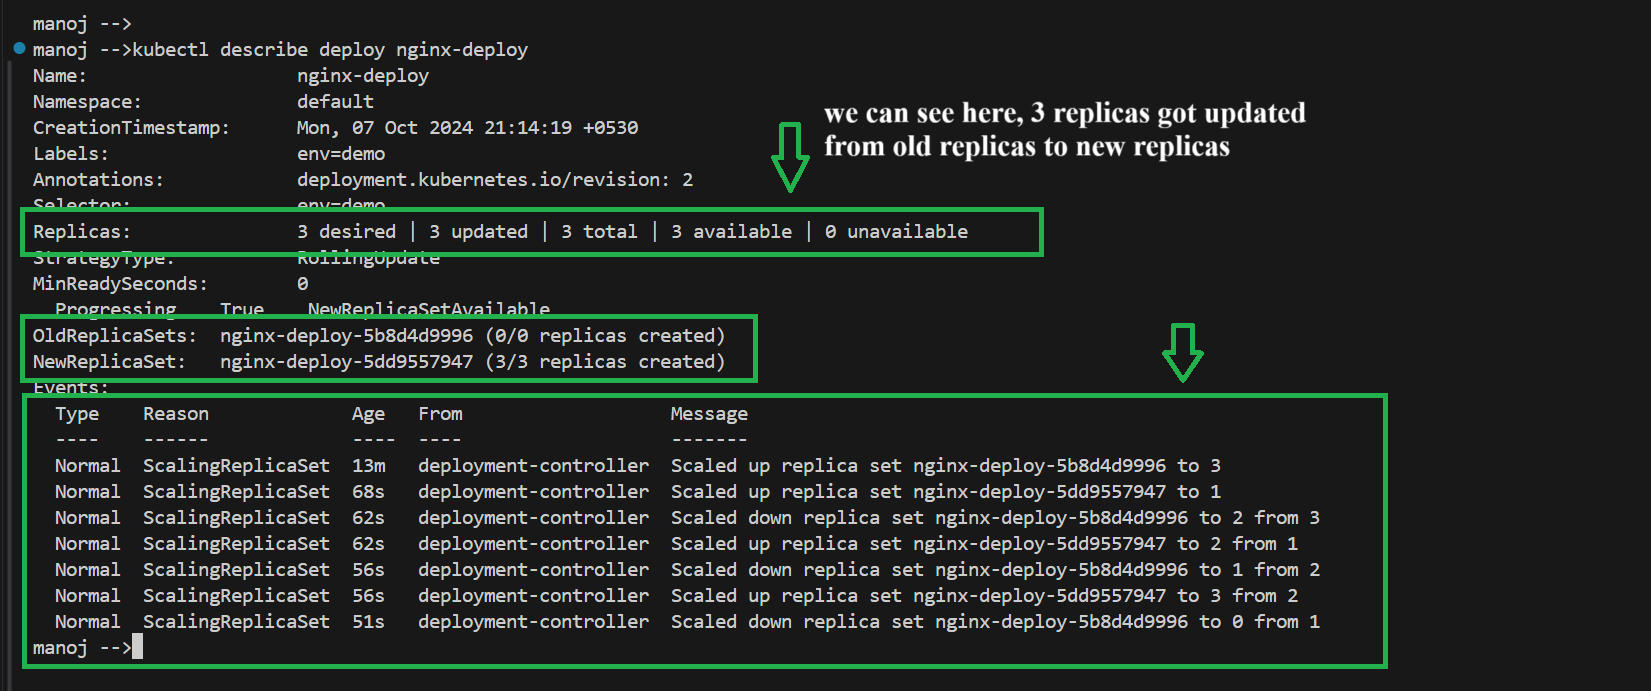 manoj -->
manoj -->kubectl describe deploy nginx-deploy
Name:                   nginx-deploy
Namespace:              default
CreationTimestamp:      Mon, 07 Oct 2024 21:14:19 +0530
Labels:                 env=demo
Annotations:            deployment.kubernetes.io/revision: 2
Selector:               env=demo
we can see here, 3 replicas got updated
from old replicas to new replicas
Replicas:               3 desired | 3 updated | 3 total | 3 available | 0 unavailable
StrategyType:           RollingUpdate
MinReadySeconds:        0
  Progressing    True    NewReplicaSetAvailable
OldReplicaSets:  nginx-deploy-5b8d4d9996 (0/0 replicas created)
NewReplicaSet:   nginx-deploy-5dd9557947 (3/3 replicas created)
Events:
  Type    Reason             Age   From                   Message
  ----    ------             ----  ----                   -------
  Normal  ScalingReplicaSet  13m   deployment-controller  Scaled up replica set nginx-deploy-5b8d4d9996 to 3
  Normal  ScalingReplicaSet  68s   deployment-controller  Scaled up replica set nginx-deploy-5dd9557947 to 1
  Normal  ScalingReplicaSet  62s   deployment-controller  Scaled down replica set nginx-deploy-5b8d4d9996 to 2 from 3
  Normal  ScalingReplicaSet  62s   deployment-controller  Scaled up replica set nginx-deploy-5dd9557947 to 2 from 1
  Normal  ScalingReplicaSet  56s   deployment-controller  Scaled down replica set nginx-deploy-5b8d4d9996 to 1 from 2
  Normal  ScalingReplicaSet  56s   deployment-controller  Scaled up replica set nginx-deploy-5dd9557947 to 3 from 2
  Normal  ScalingReplicaSet  51s   deployment-controller  Scaled down replica set nginx-deploy-5b8d4d9996 to 0 from 1
manoj -->